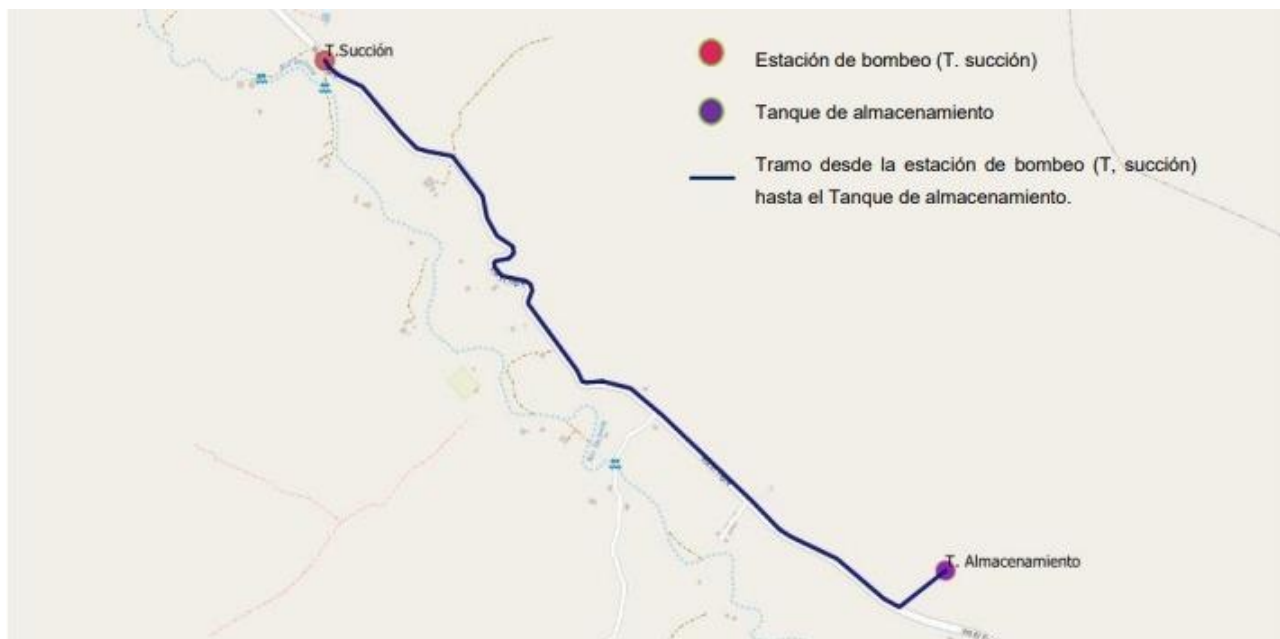 T.Succión
Estación de bombeo (T. succión)
Tanque de almacenamiento
Tramo desde la estación de bombeo (T, succión)
hasta el Tanque de almacenamiento.
T. Almacenamiento